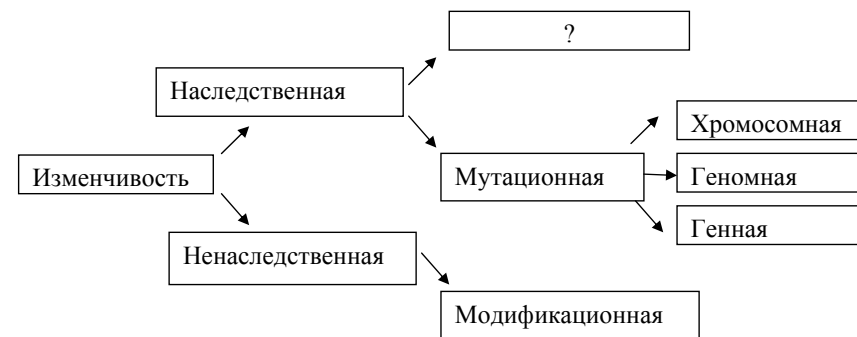 ?
Наследственная
Хромосомная
Изменчивость
Мутационная
Геномная
Генная
Ненаследственная
Модификационная